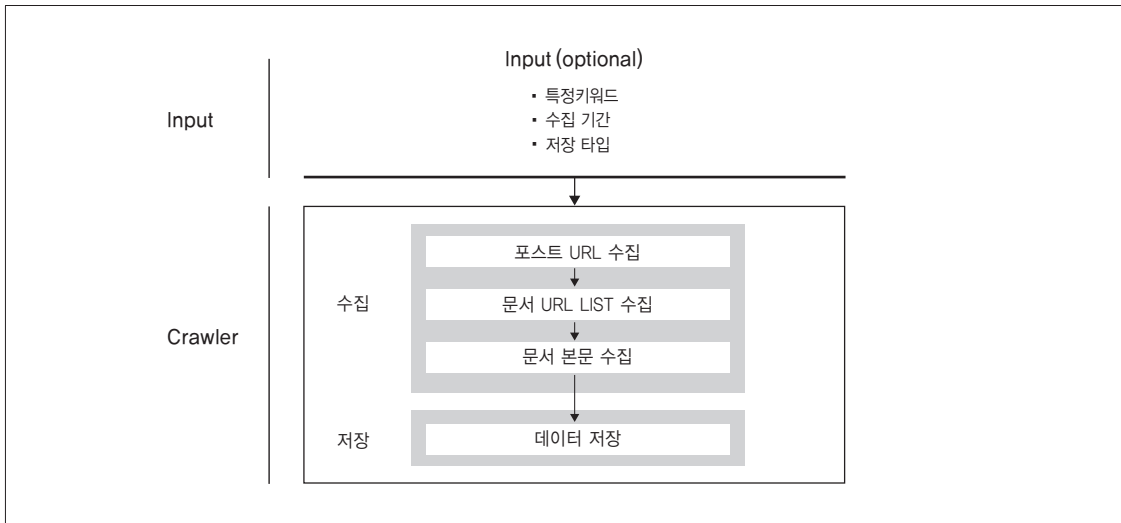 Input (optional)
▪ 특정키워드
Input
▪ 수집 기간
▪ 저장 타입
포스트 URL 수집
수집
문서 URL LIST 수집
Crawler
문서 본문 수집
저장
데이터 저장